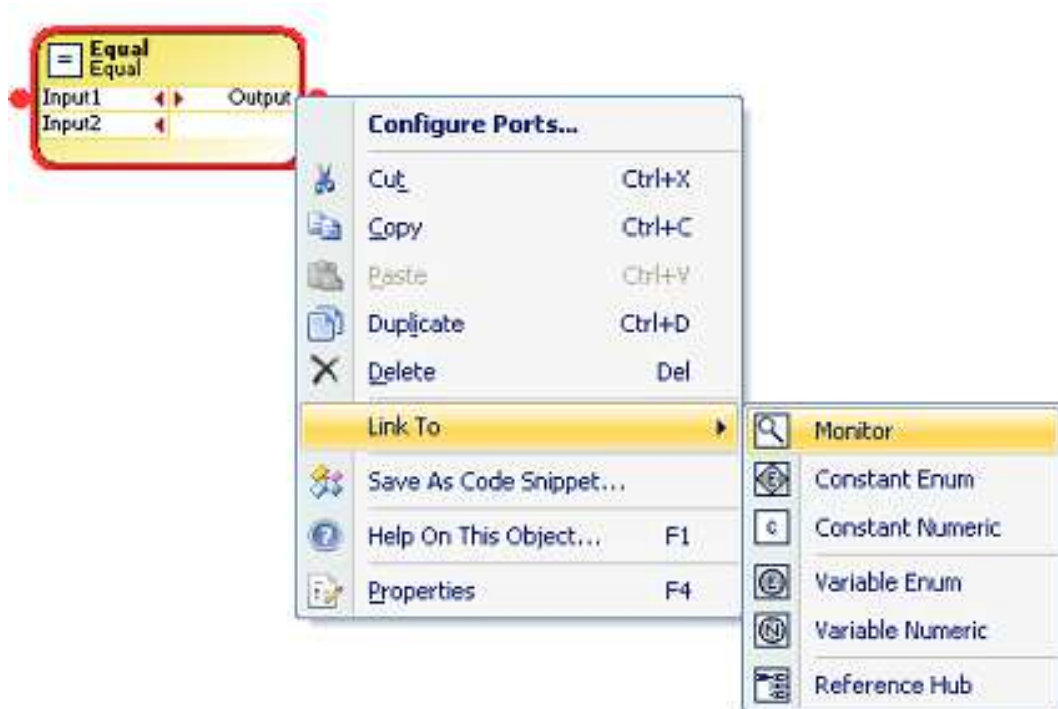 = Equal
Equal
Input1 Output
Input2
Configure Ports...
Cut Ctrl+X
Copy Ctrl+C
Paste Ctrl+V
Duplicate Ctrl+D
Delete Del
Link To
Save As Code Snippet...
Help On This Object... F1
Properties F4
Monitor
E Constant Enum
C Constant Numeric
E Variable Enum
N Variable Numeric
Reference Hub